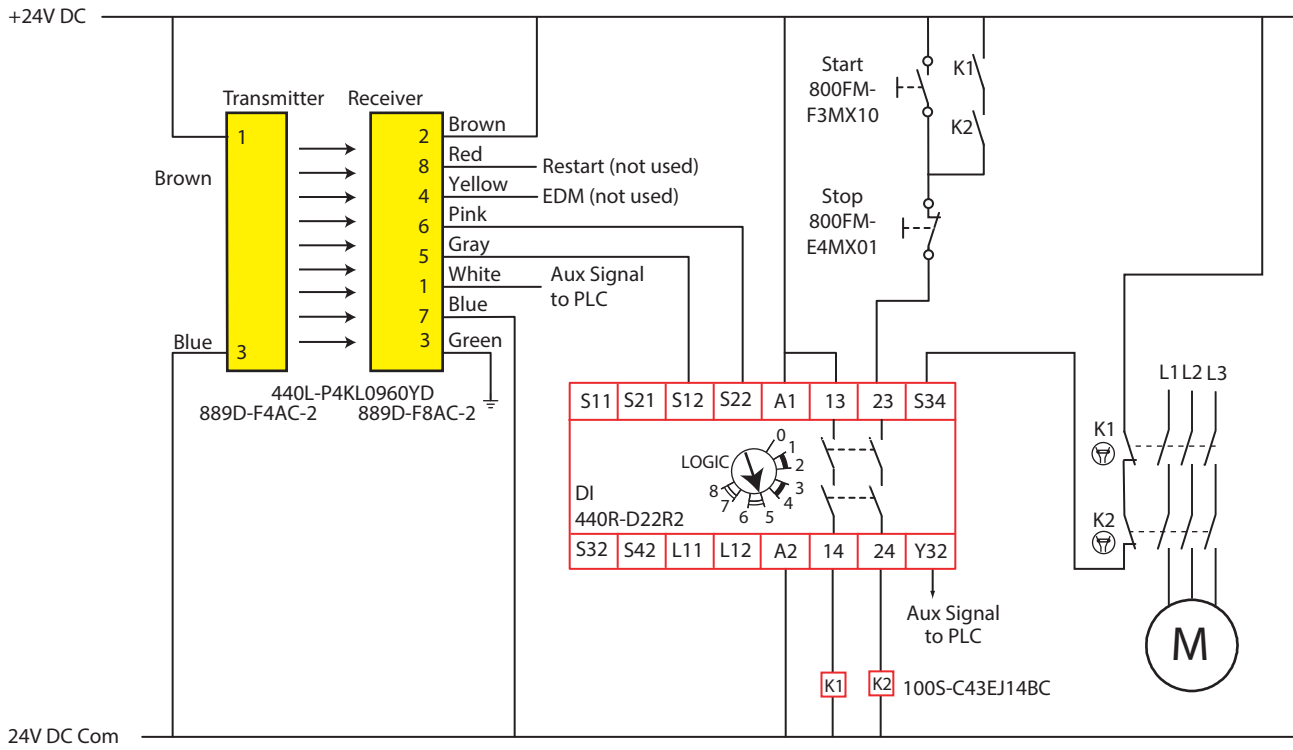 +24V DC
Transmitter
Receiver
1
Brown
Blue
3
2
Brown
8
Red
Restart (not used)
4
Yellow
EDM (not used)
6
Pink
5
Gray
1
White
Aux Signal
to PLC
7
Blue
3
Green
440L-P4KL0960YD
889D-F4AC-2
889D-F8AC-2
Start
800FM-
F3MX10
K1
K2
Stop
800FM-
E4MX01
S11 S21 S12 S22 A1 13 23 S34
LOGIC
0
1
2
3
4
5
6
7
8
DI
440R-D22R2
S32 S42 L11 L12 A2 14 24 Y32
Aux Signal
to PLC
K1
K2
100S-C43EJ14BC
L1 L2 L3
K1
K2
M
24V DC Com